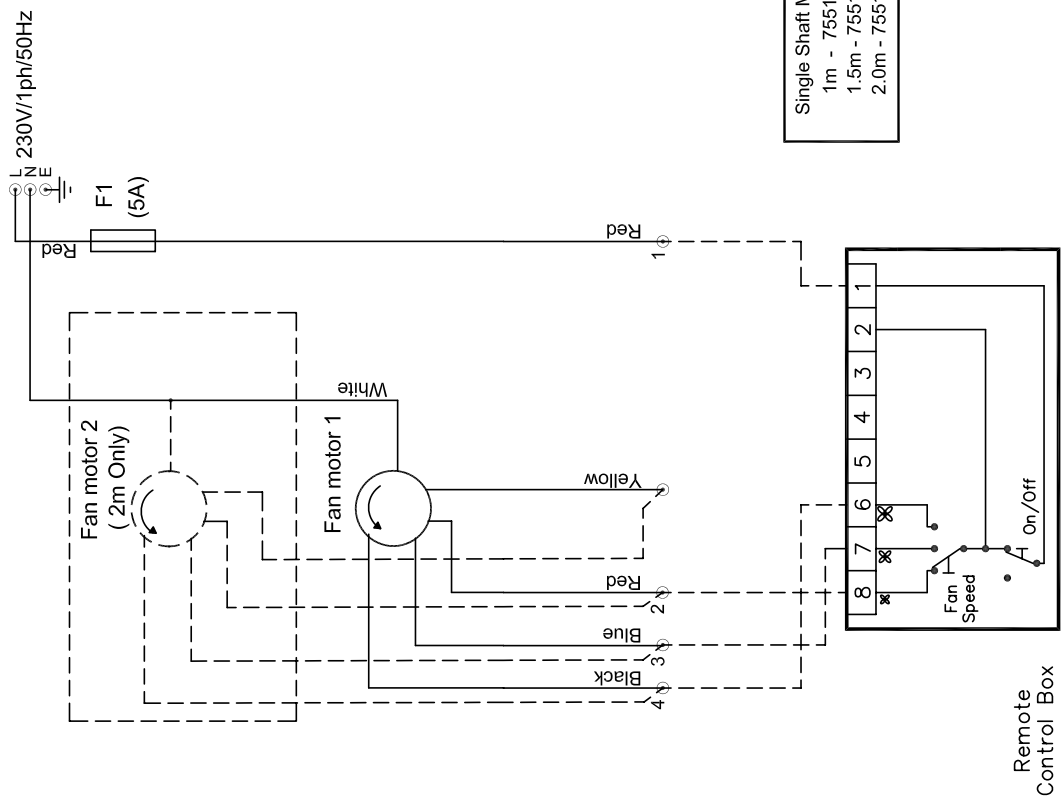 230V/1ph/50Hz
L
N
E
F1
(5A)
Red
Red
1
Fan motor 2
( 2m Only)
White
Fan motor 1
Yellow
Red
2
Blue
3
Black
4
Single Shaft M
1m - 7551
1.5m - 755
2.0m - 755
1
2
3
4
5
6
7
8
Fan
Speed
On/Off
Remote
Control Box